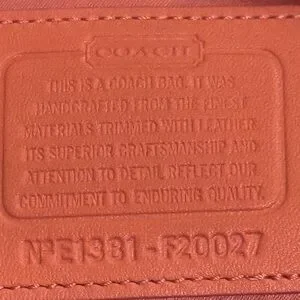 COACH
THIS IS A COACH BAG. IT WAS
HANDCRAFTED FROM THE FINEST
MATERIALS TRIMMED WITH LEATHER.
ITS SUPERIOR CRAFTSMANSHIP AND
ATTENTION TO DETAIL REFLECT OUR
COMMITMENT TO ENDURING QUALITY.
Nº E1381-F20027